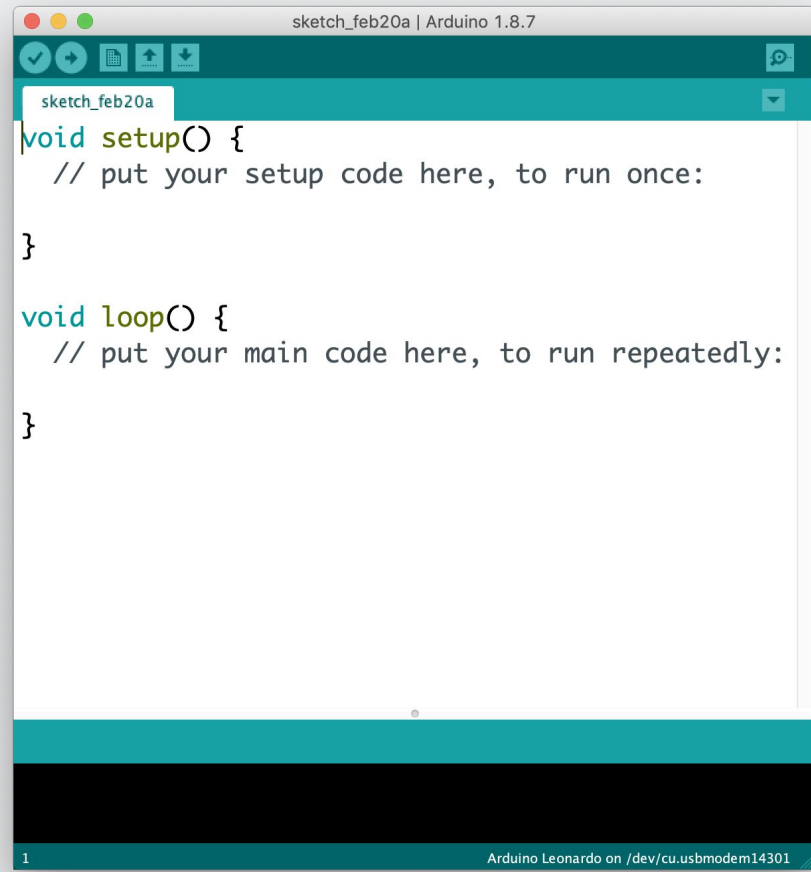 sketch_feb20a | Arduino 1.8.7
sketch_feb20a
void setup() {
  // put your setup code here, to run once:
}
void loop() {
  // put your main code here, to run repeatedly:
}
1
Arduino Leonardo on /dev/cu.usbmodem14301